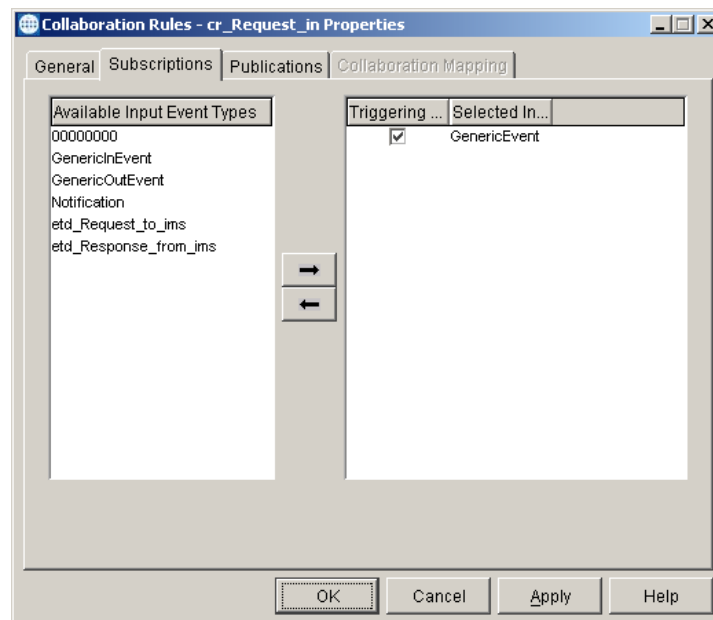 Collaboration Rules - cr_Request_in Properties
General Subscriptions Publications Collaboration Mapping
Available Input Event Types
00000000
GenericInEvent
GenericOutEvent
Notification
etd_Request_to_ims
etd_Response_from_ims
Triggering ... Selected In...
GenericEvent
OK Cancel Apply Help